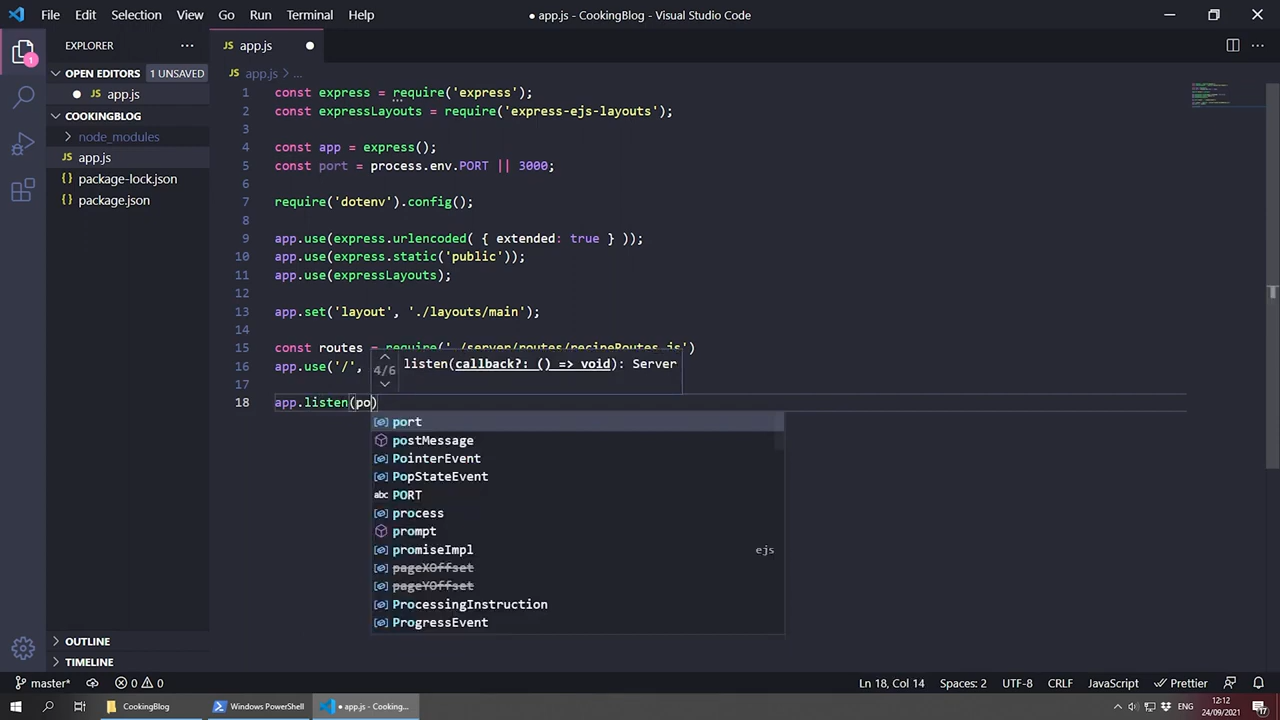 File Edit Selection View Go Run Terminal Help
● app.js - CookingBlog - Visual Studio Code
EXPLORER
JS app.js
OPEN EDITORS 1 UNSAVED
JS app.js > ...
JS app.js
COOKINGBLOG
node_modules
JS app.js
{} package-lock.json
{} package.json
1 const express = require('express');
2 const expressLayouts = require('express-ejs-layouts');
3
4 const app = express();
5 const port = process.env.PORT || 3000;
6
7 require('dotenv').config();
8
9 app.use(express.urlencoded( { extended: true } ));
10 app.use(express.static('public'));
11 app.use(expressLayouts);
12
13 app.set('layout', './layouts/main');
14
15 const routes = require('./server/routes/recipeRoutes.js')
16 app.use('/',
17
18 app.listen(po)
4/6 listen(callback?: () => void): Server
port
postMessage
PointerEvent
PopStateEvent
abc PORT
process
prompt
promiseImpl ejs
pageXOffset
pageYOffset
ProcessingInstruction
ProgressEvent
OUTLINE
TIMELINE
1
master* 0 0 Ln 18, Col 14 Spaces: 2 UTF-8 CRLF JavaScript Prettier
CookingBlog Windows PowerShell ● app.js - Cooking... ENG 12:12
24/09/2021
17